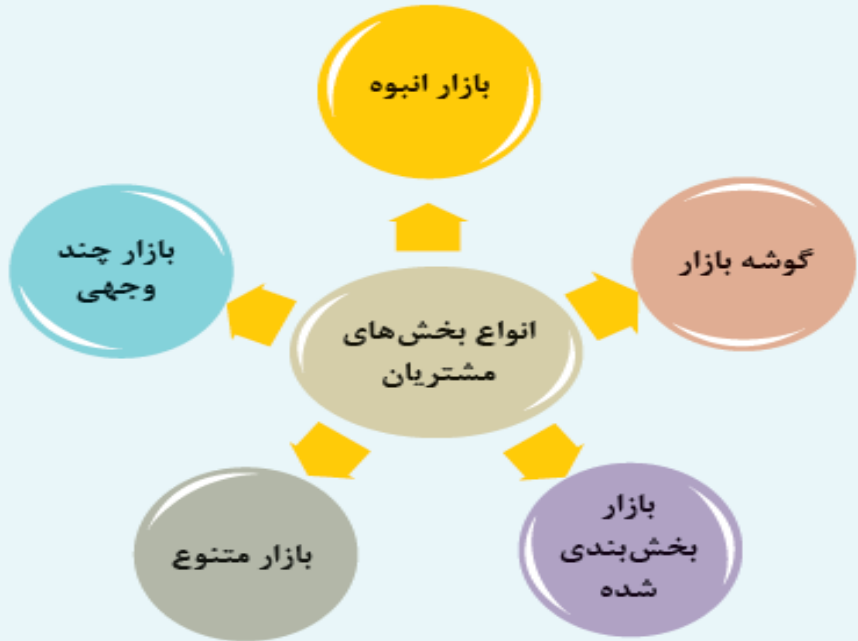 بازار انبوه
گوشه بازار
بازار چند
وجهی
انواع بخش‌های
مشتریان
بازار
بخش‌بندی
شده
بازار متنوع